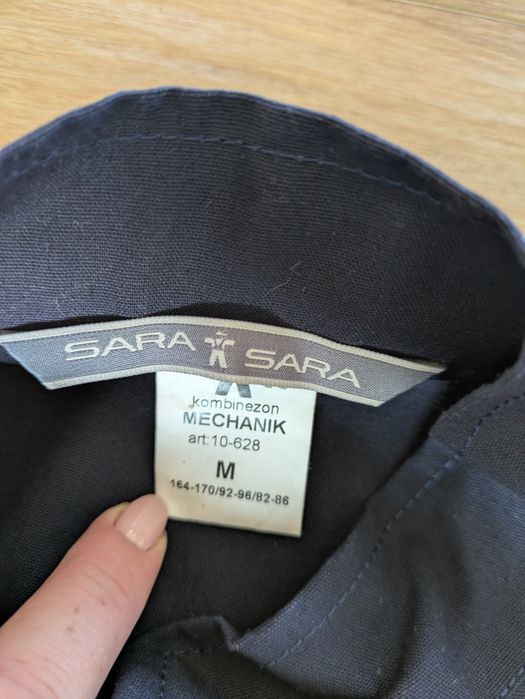 SARA SARA
kombinezon
MECHANIK
art:10-628
M
164-170/92-96/82-86